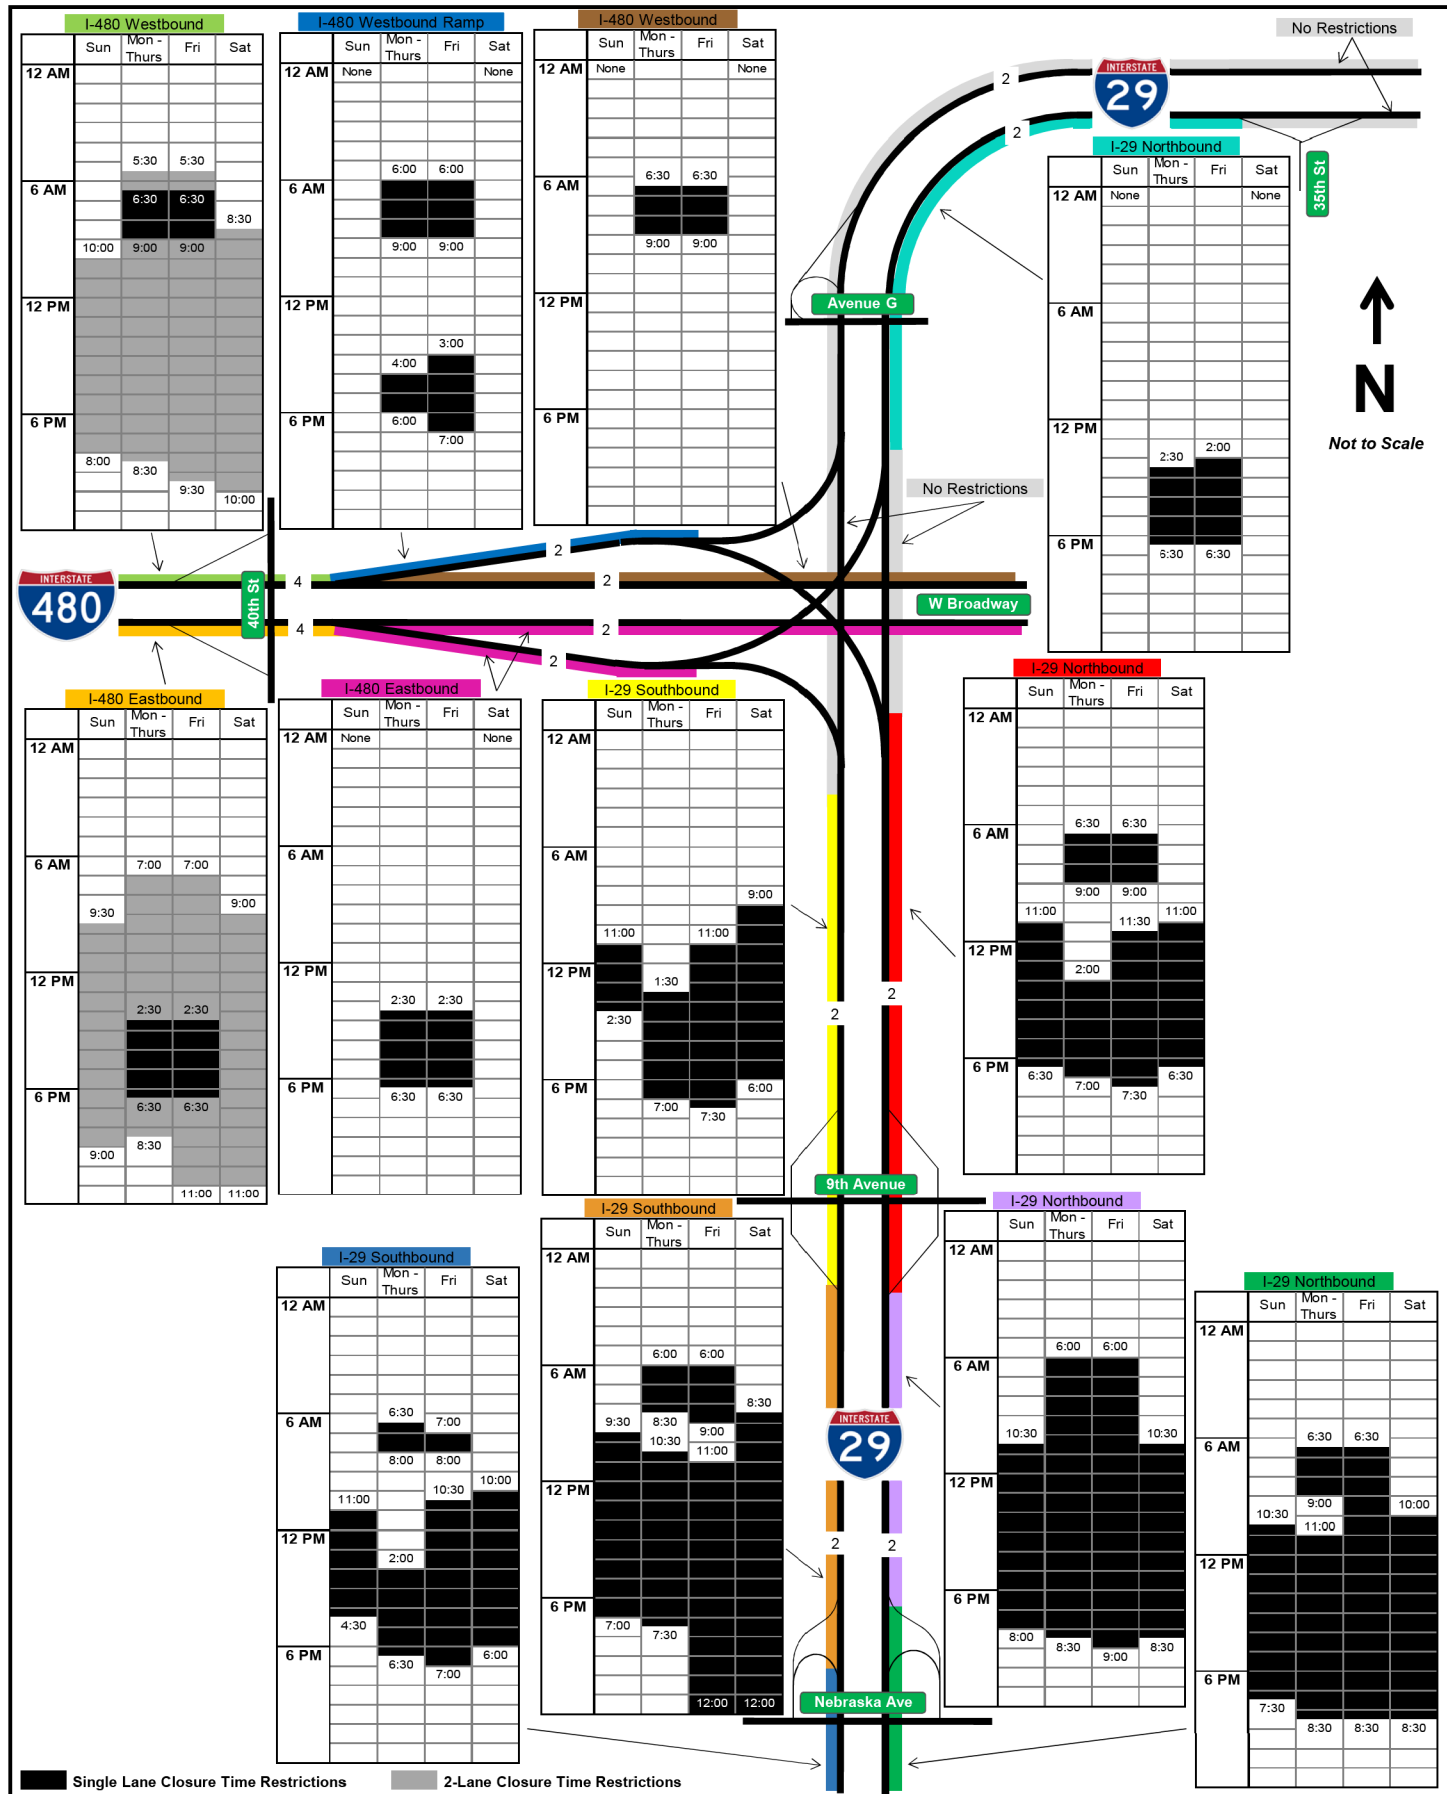 I-480 Westbound
Sun Mon - Thurs Fri Sat
12 AM
5:30 5:30
6 AM
6:30 6:30
8:30
10:00 9:00 9:00
12 PM
6 PM
8:00
8:30
9:30
10:00
I-480 Westbound Ramp
Sun Mon - Thurs Fri Sat
12 AM None None
6:00 6:00
6 AM
9:00 9:00
12 PM
3:00
4:00
6 PM 6:00
7:00
I-480 Westbound
Sun Mon - Thurs Fri Sat
12 AM None None
6:30 6:30
6 AM
9:00 9:00
12 PM
6 PM
No Restrictions
2
INTERSTATE
29
2
35th St
I-29 Northbound
Sun Mon - Thurs Fri Sat
12 AM None None
6 AM
12 PM
2:30 2:00
6 PM
6:30 6:30
Avenue G
N
Not to Scale
No Restrictions
INTERSTATE
480
40th St
4
2
2
W Broadway
4
2
2
I-480 Eastbound
Sun Mon - Thurs Fri Sat
12 AM
6 AM 7:00 7:00
9:30 9:00
12 PM
2:30 2:30
6 PM
6:30 6:30
9:00 8:30
11:00 11:00
I-480 Eastbound
Sun Mon - Thurs Fri Sat
12 AM None None
6 AM
12 PM
2:30 2:30
6 PM
6:30 6:30
I-29 Southbound
Sun Mon - Thurs Fri Sat
12 AM
6 AM
9:00
11:00 11:00
12 PM
1:30
2:30
6 PM 6:00
7:00
7:30
I-29 Northbound
Sun Mon - Thurs Fri Sat
12 AM
6:30 6:30
6 AM
9:00 9:00
11:00 11:30 11:00
12 PM
2:00
6 PM
6:30 7:00 7:30 6:30
2
2
9th Avenue
I-29 Southbound
Sun Mon - Thurs Fri Sat
12 AM
6:30 7:00
6 AM
8:00 8:00
11:00 10:30 10:00
12 PM
2:00
4:30
6 PM 6:00
6:30
7:00
I-29 Southbound
Sun Mon - Thurs Fri Sat
12 AM
6:00 6:00
6 AM
8:30
9:30 8:30 9:00
10:30 11:00
12 PM
6 PM
7:00 7:30
12:00 12:00
INTERSTATE
29
2
2
Nebraska Ave
I-29 Northbound
Sun Mon - Thurs Fri Sat
12 AM
6:00 6:00
6 AM
10:30 10:30
12 PM
6 PM
8:00 8:30 9:00 8:30
I-29 Northbound
Sun Mon - Thurs Fri Sat
12 AM
6:30 6:30
6 AM
10:30 9:00 10:00
11:00
12 PM
6 PM
7:30 8:30 8:30 8:30
Single Lane Closure Time Restrictions 2-Lane Closure Time Restrictions